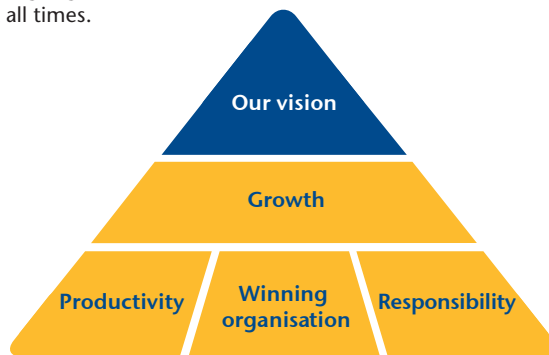 all times.
Our vision
Growth
Productivity
Winning
organisation
Responsibility